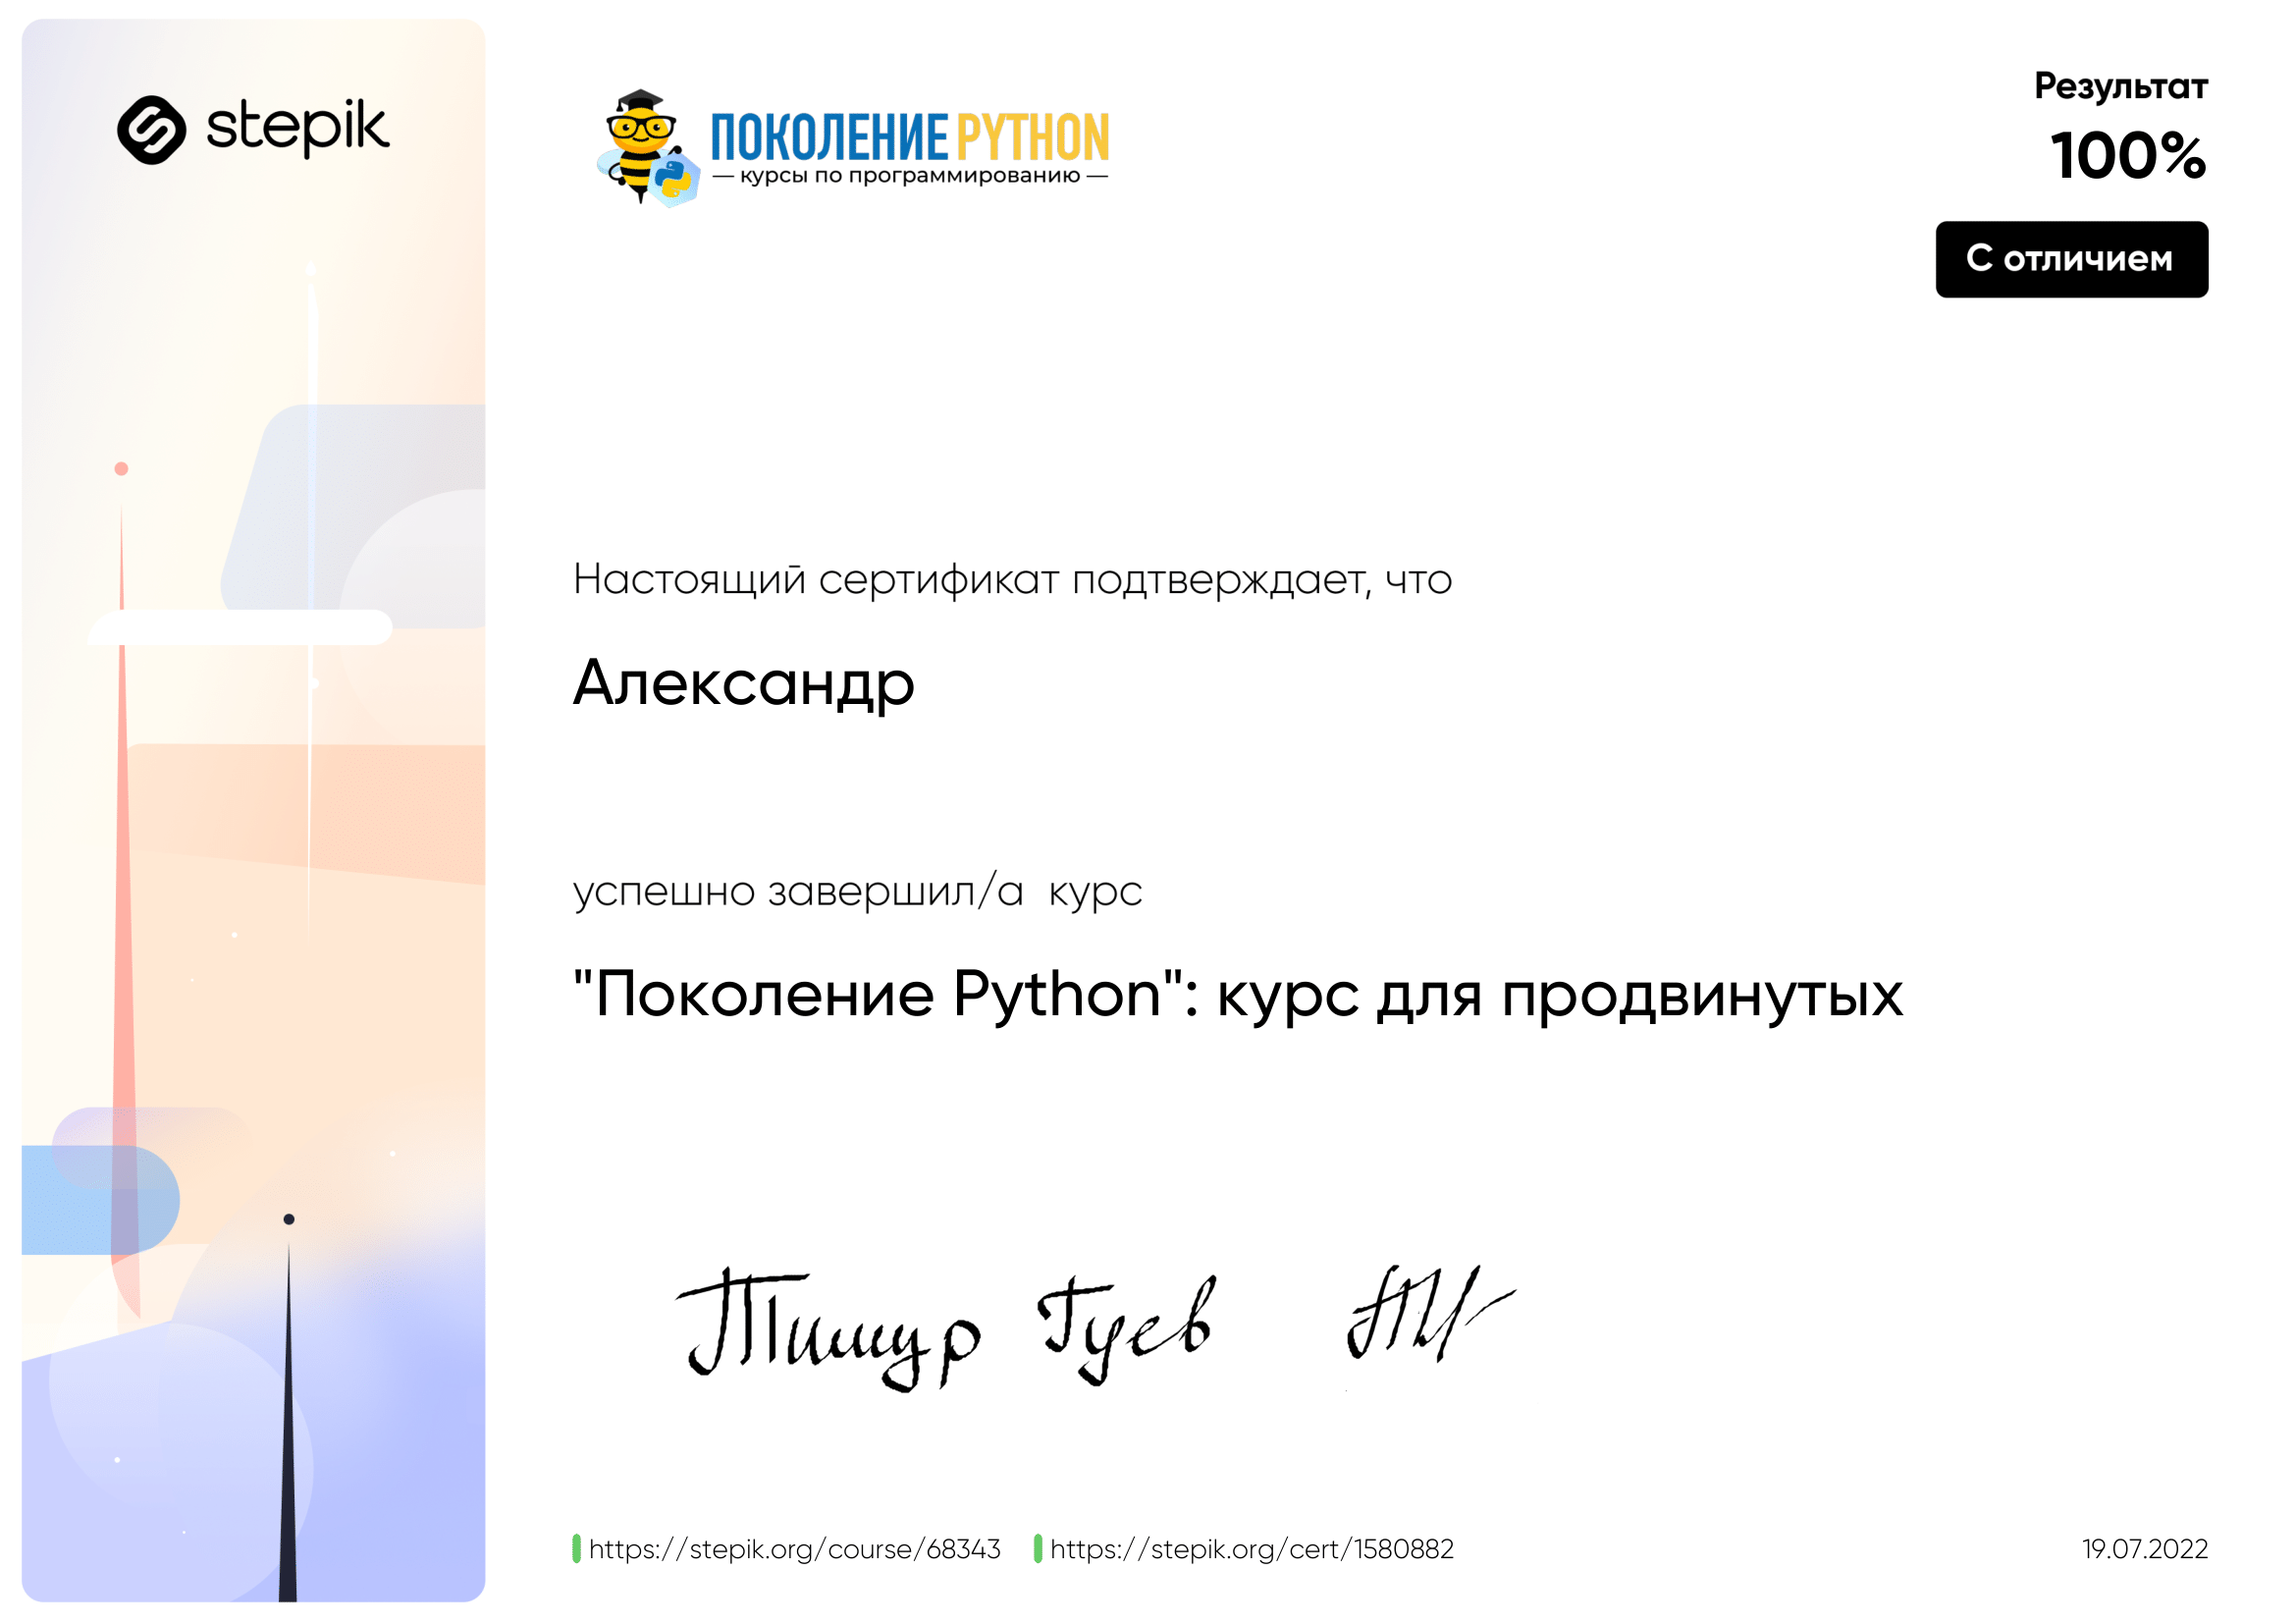 stepik
ПОКОЛЕНИЕ PYTHON
— курсы по программированию —
Результат
100%
С отличием
Настоящий сертификат подтверждает, что
Александр
успешно завершил/а  курс
"Поколение Python": курс для продвинутых
Тимур Гуев
https://stepik.org/course/68343
https://stepik.org/cert/1580882
19.07.2022